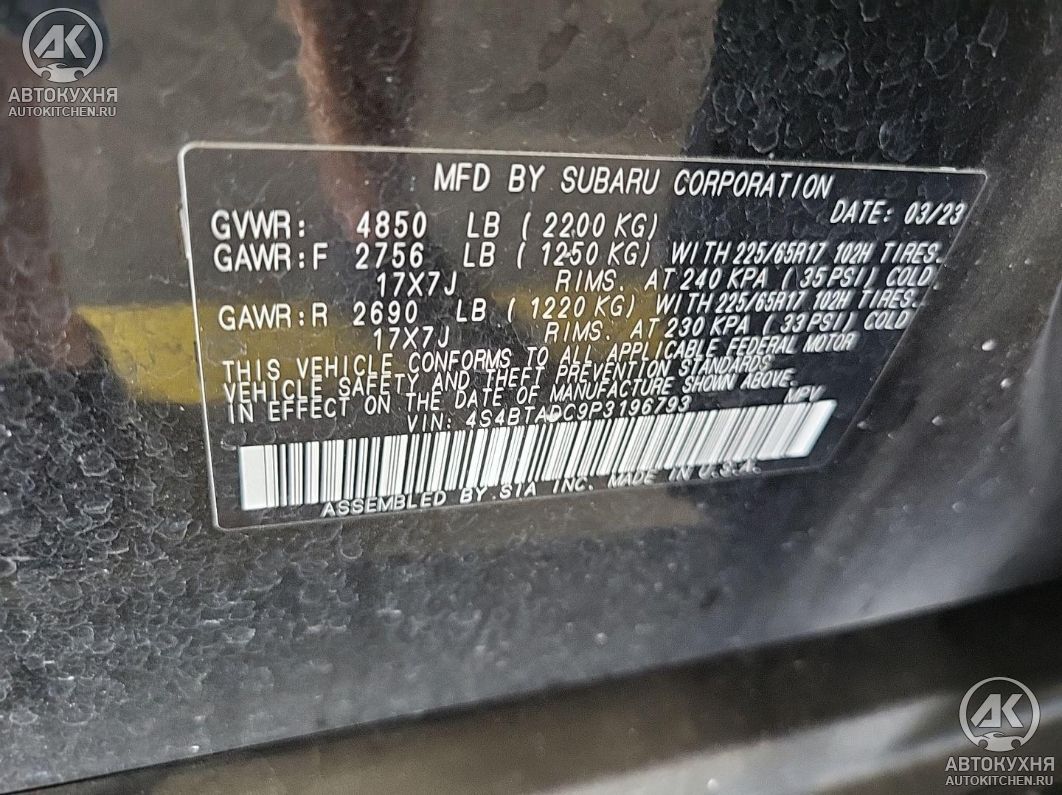 AK
АВТОКУХНЯ
AUTOKITCHEN.RU
MFD BY SUBARU CORPORATION
DATE: 03/23
GVWR: 4850 LB ( 2200 KG)
GAWR:F 2756 LB ( 1250 KG) WITH 225/65R17 102H TIRES.
17X7J RIMS. AT 240 KPA ( 35PSI) COLD.
GAWR:R 2690 LB ( 1220 KG) WITH 225/65R17 102H TIRES.
17X7J RIMS. AT 230 KPA ( 33PSI) COLD.
THIS VEHICLE CONFORMS TO ALL APPLICABLE FEDERAL MOTOR
VEHICLE SAFETY AND THEFT PREVENTION STANDARDS
IN EFFECT ON THE DATE OF MANUFACTURE SHOWN ABOVE.
VIN: 4S4BTADC9P3196793 MPV
ASSEMBLED BY SIA INC. MADE IN U.S.A.
AK
АВТОКУХНЯ
AUTOKITCHEN.RU